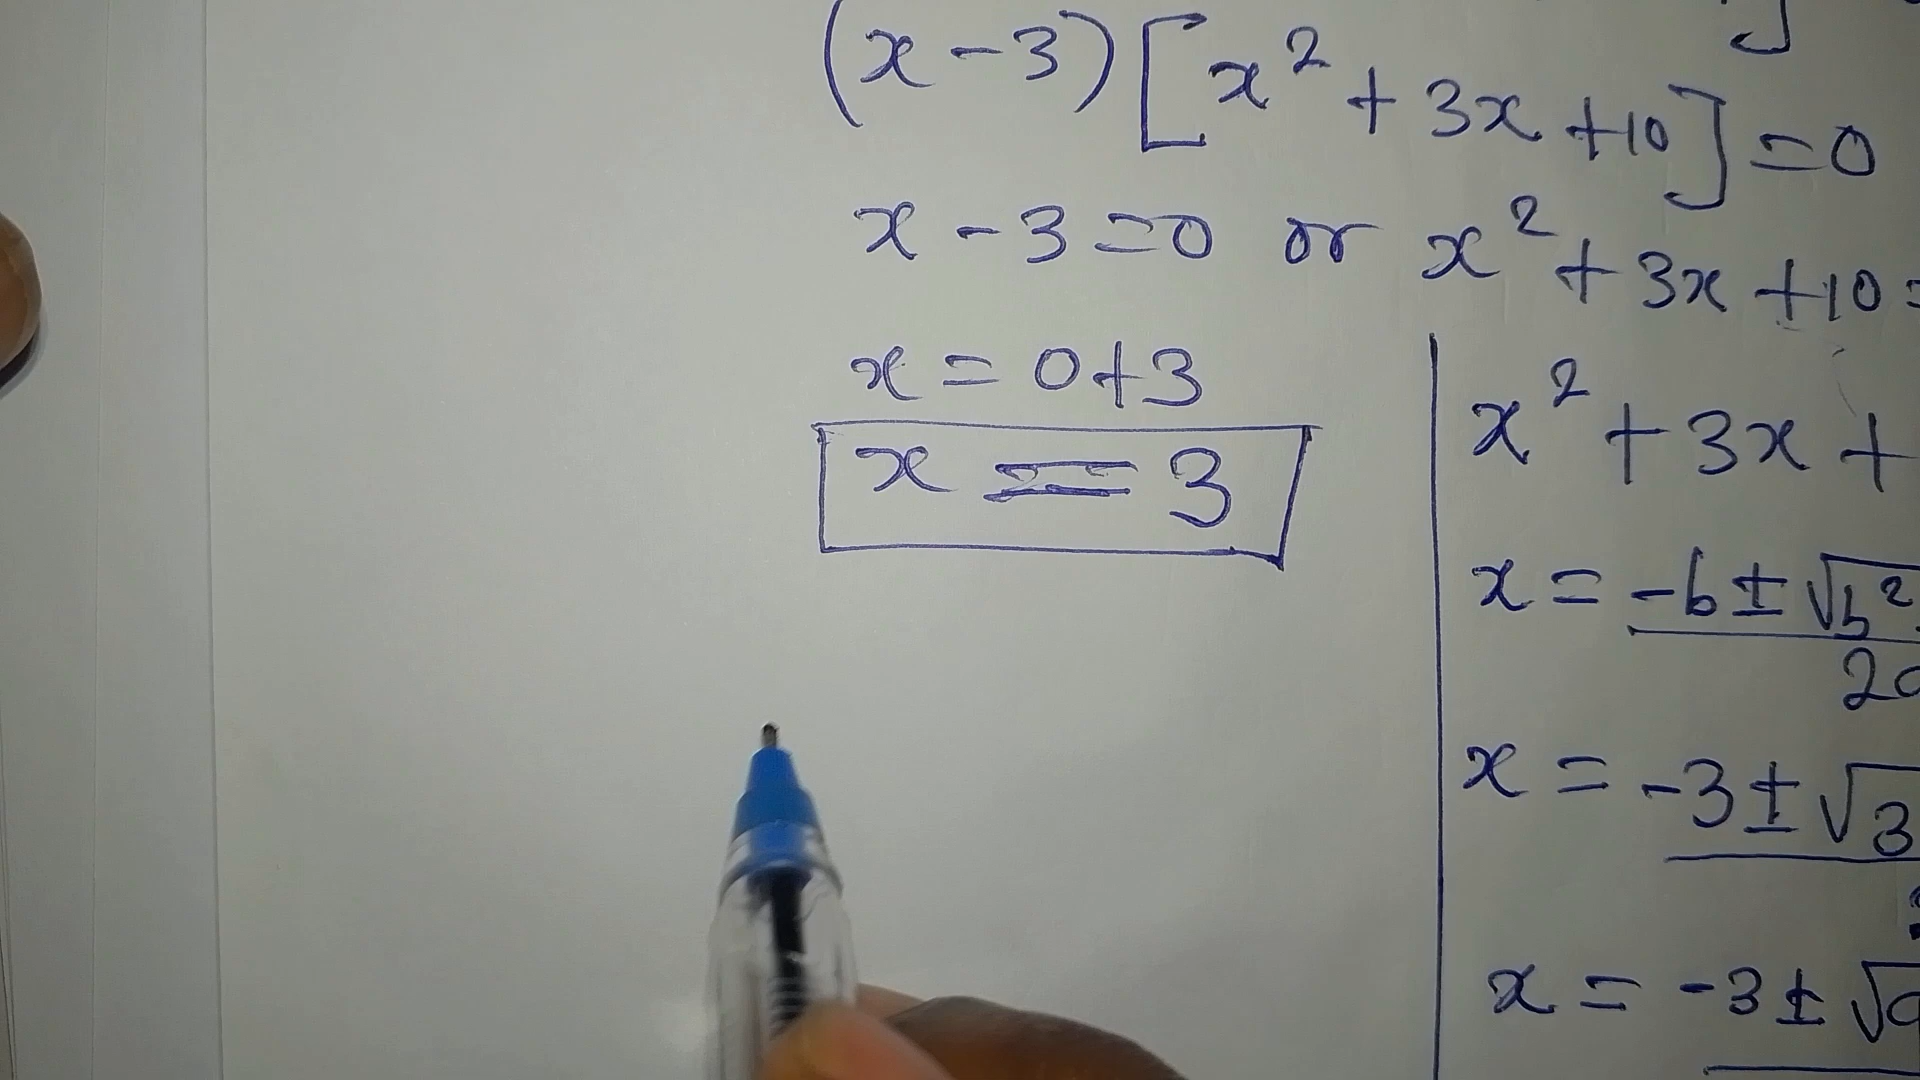 (x - 3) [x² + 3x + 10] = 0
x - 3 = 0 or x² + 3x + 10 =
x = 0 + 3
x = 3
x² + 3x +
x = -b ± √b²
2a
x = -3 ± √3
x = -3 ± √